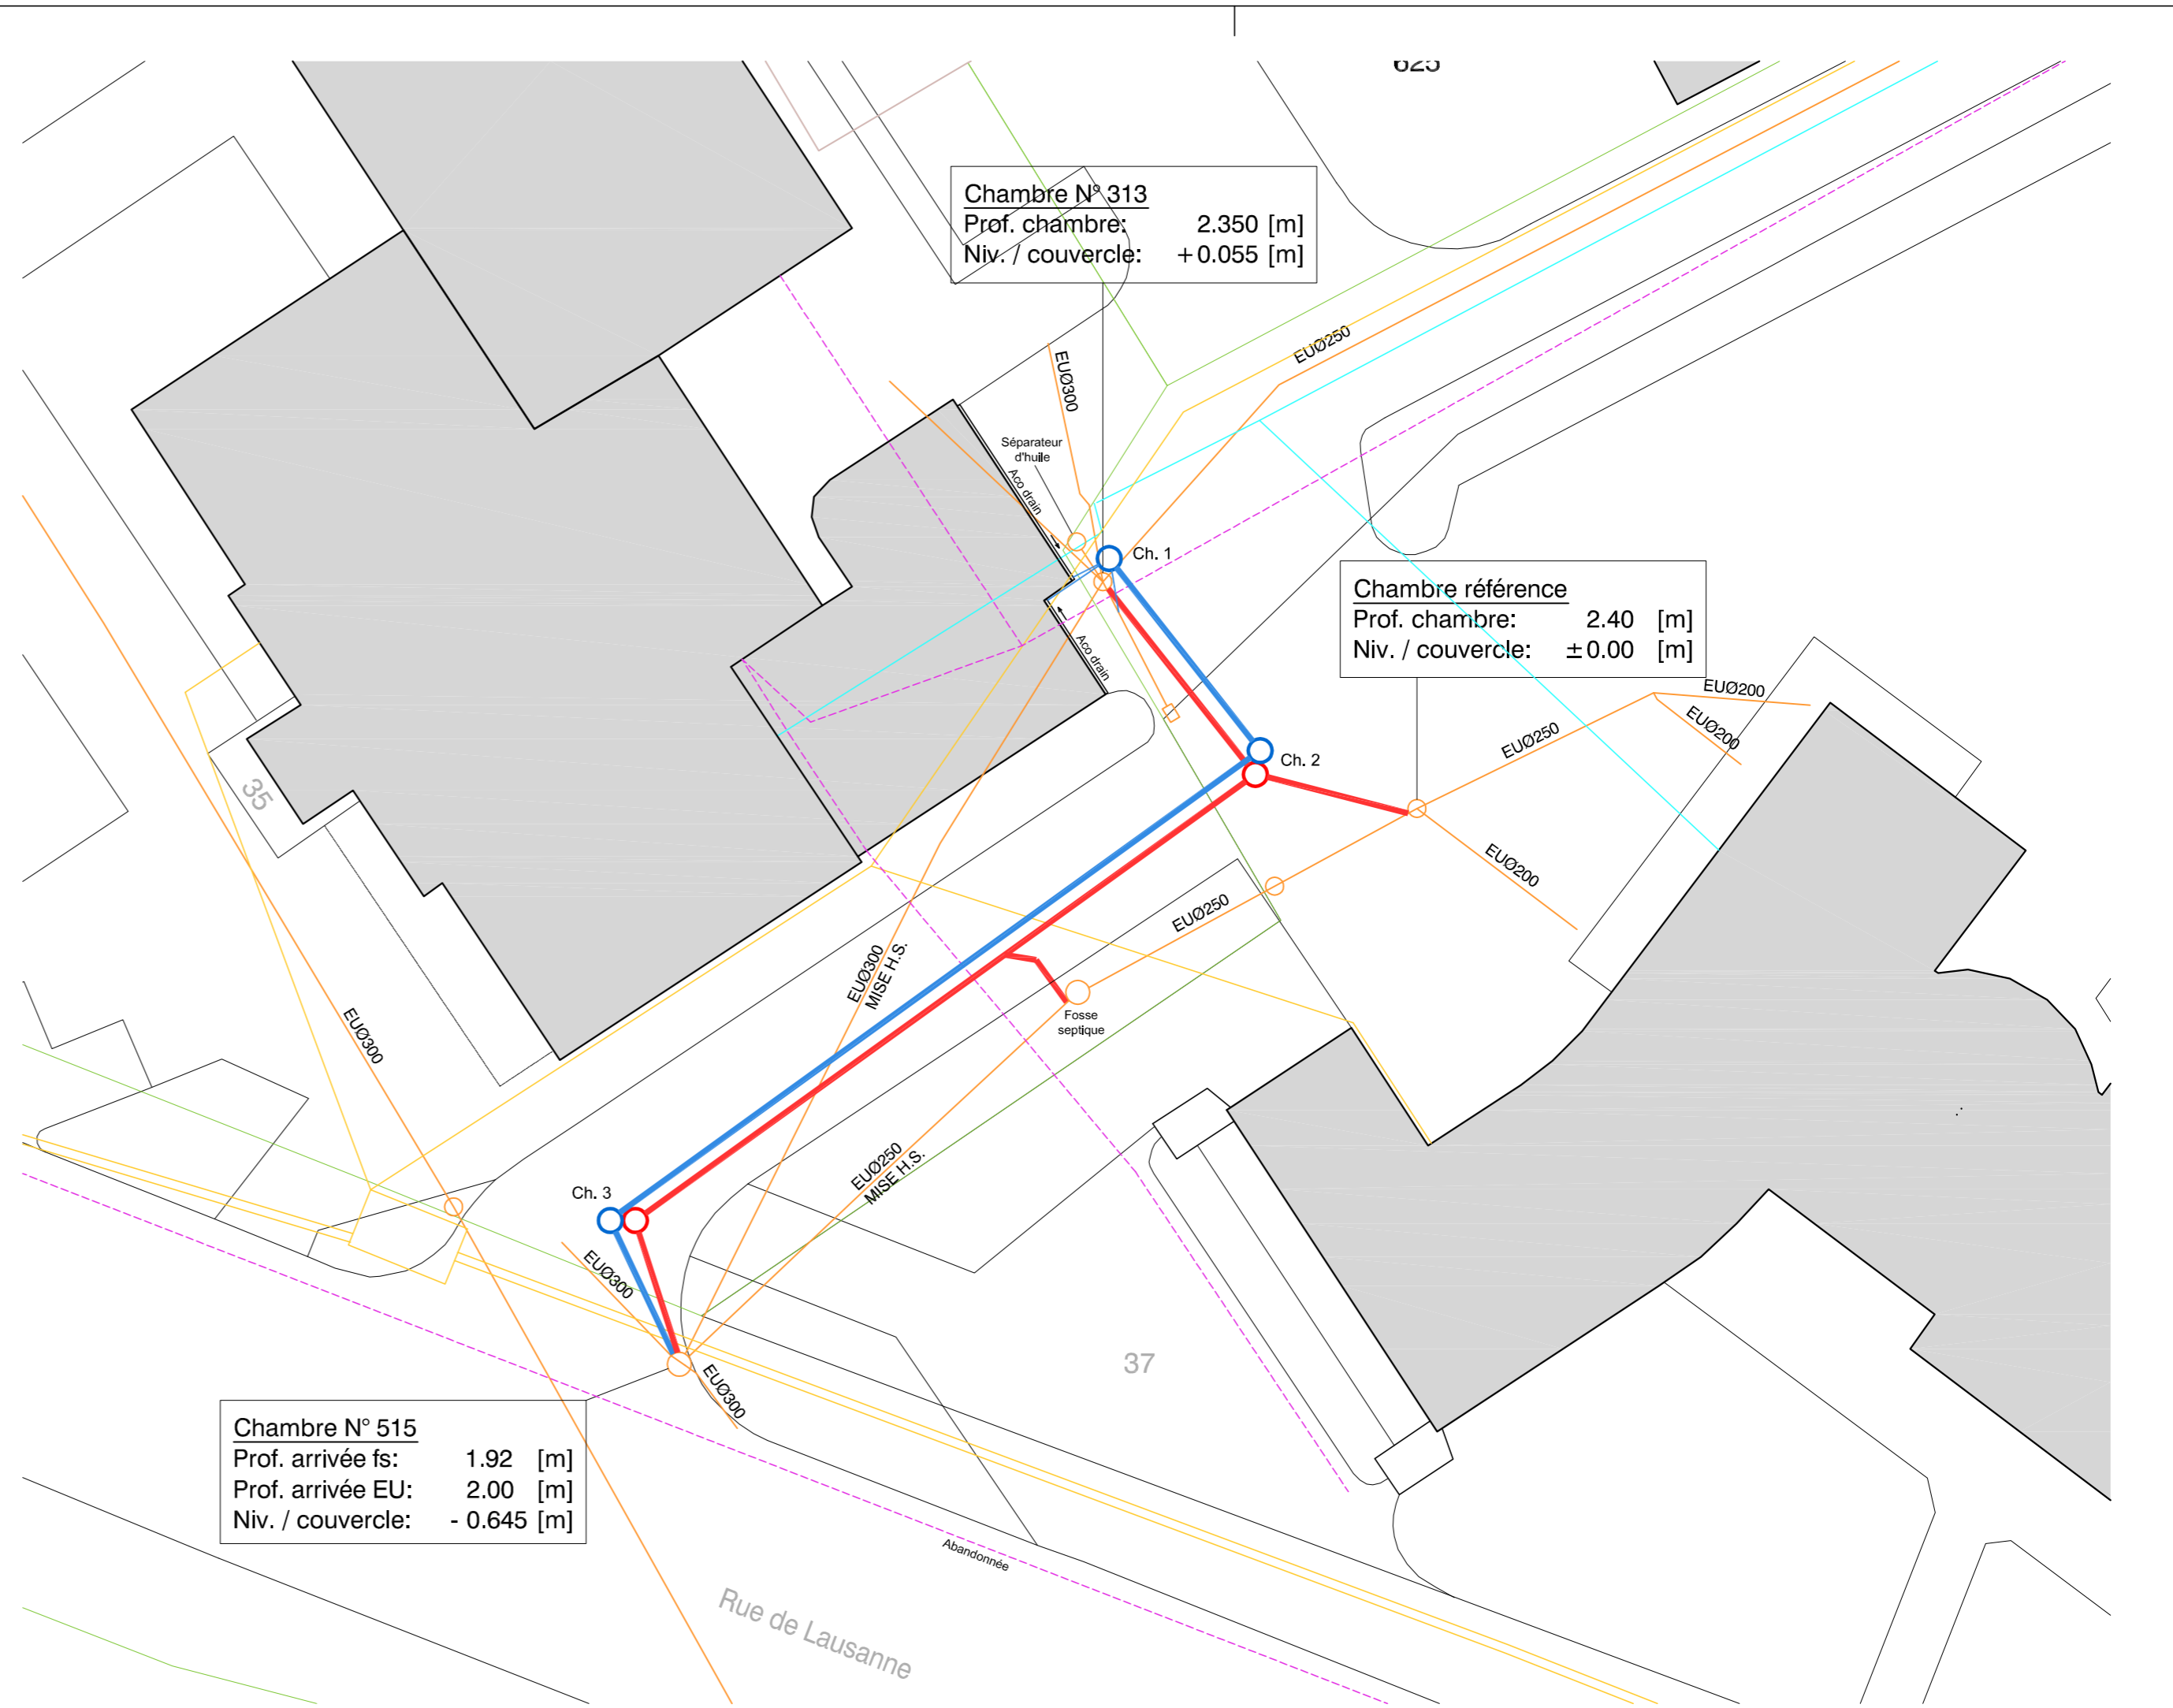 625
Chambre N° 313
Prof. chambre: 2.350 [m]
Niv. / couvercle: +0.055 [m]
EUØ250
EUØ300
Séparateur
d'huile
Aco drain
Ch. 1
Chambre référence
Prof. chambre: 2.40 [m]
Niv. / couvercle: ±0.00 [m]
Aco drain
EUØ200
EUØ200
EUØ250
Ch. 2
35
EUØ200
EUØ250
EUØ300
MISE H.S.
Fosse
septique
EUØ300
EUØ250
MISE H.S.
Ch. 3
EUØ300
EUØ300
37
Chambre N° 515
Prof. arrivée fs: 1.92 [m]
Prof. arrivée EU: 2.00 [m]
Niv. / couvercle: - 0.645 [m]
Abandonnée
Rue de Lausanne